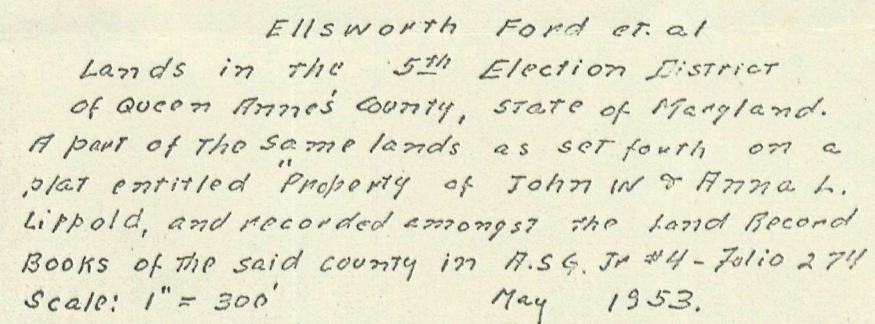 Ellsworth Ford et. al
Lands in the 5th Election District
of Queen Anne's County, State of Maryland.
A part of the same lands as set fourth on a
plat entitled "Property of John W & Anna L.
Lippold, and recorded amongst the Land Record
Books of the said county in A.S.G. Jr #4 - Folio 274
Scale: 1" = 300' May 1953.